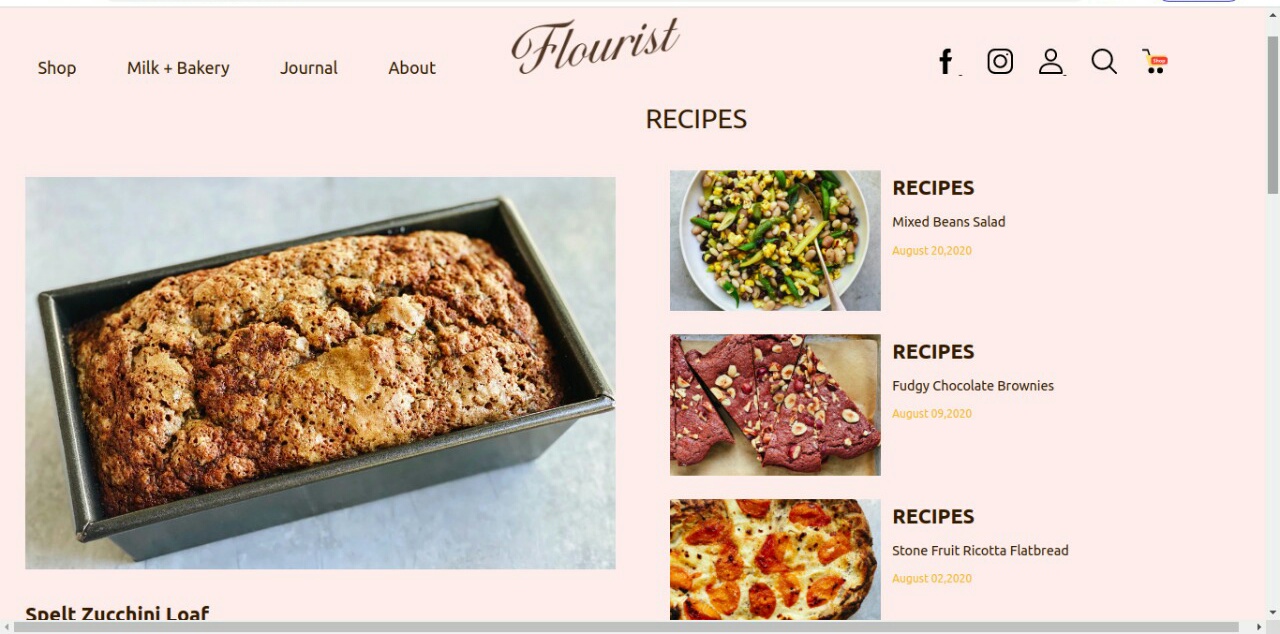 Flourist
Shop
Milk + Bakery
Journal
About
Shop
RECIPES
RECIPES
Mixed Beans Salad
August 20,2020
RECIPES
Fudgy Chocolate Brownies
August 09,2020
RECIPES
Stone Fruit Ricotta Flatbread
August 02,2020
Spelt Zucchini Loaf